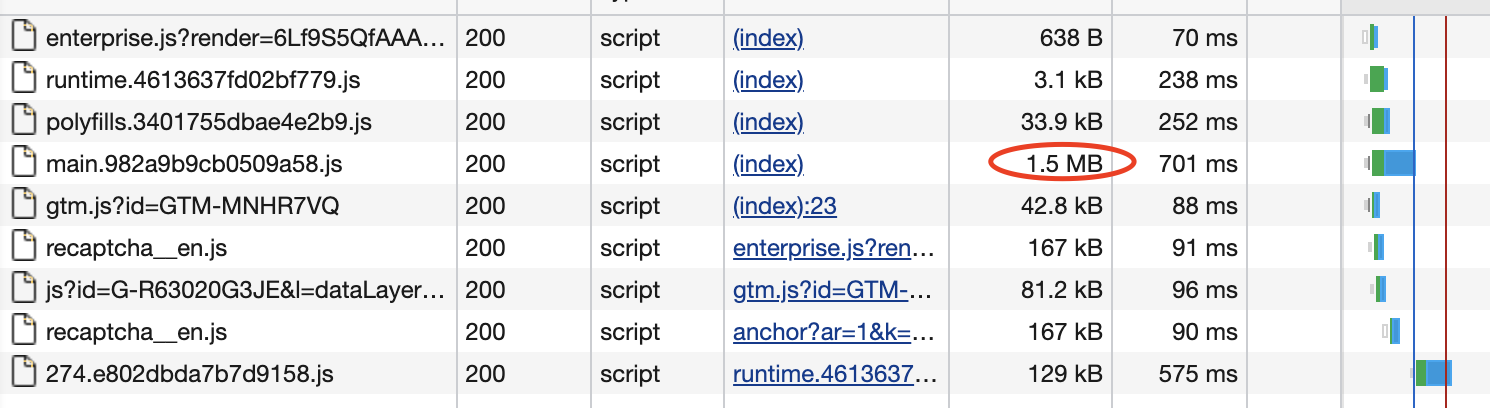 enterprise.js?render=6Lf9S5QfAAA... 200 script (index) 638 B 70 ms
runtime.4613637fd02bf779.js 200 script (index) 3.1 kB 238 ms
polyfills.3401755dbae4e2b9.js 200 script (index) 33.9 kB 252 ms
main.982a9b9cb0509a58.js 200 script (index) 1.5 MB 701 ms
gtm.js?id=GTM-MNHR7VQ 200 script (index):23 42.8 kB 88 ms
recaptcha__en.js 200 script enterprise.js?ren... 167 kB 91 ms
js?id=G-R63020G3JE&l=dataLayer... 200 script gtm.js?id=GTM-... 81.2 kB 96 ms
recaptcha__en.js 200 script anchor?ar=1&k=... 167 kB 90 ms
274.e802dbda7b7d9158.js 200 script runtime.4613637... 129 kB 575 ms